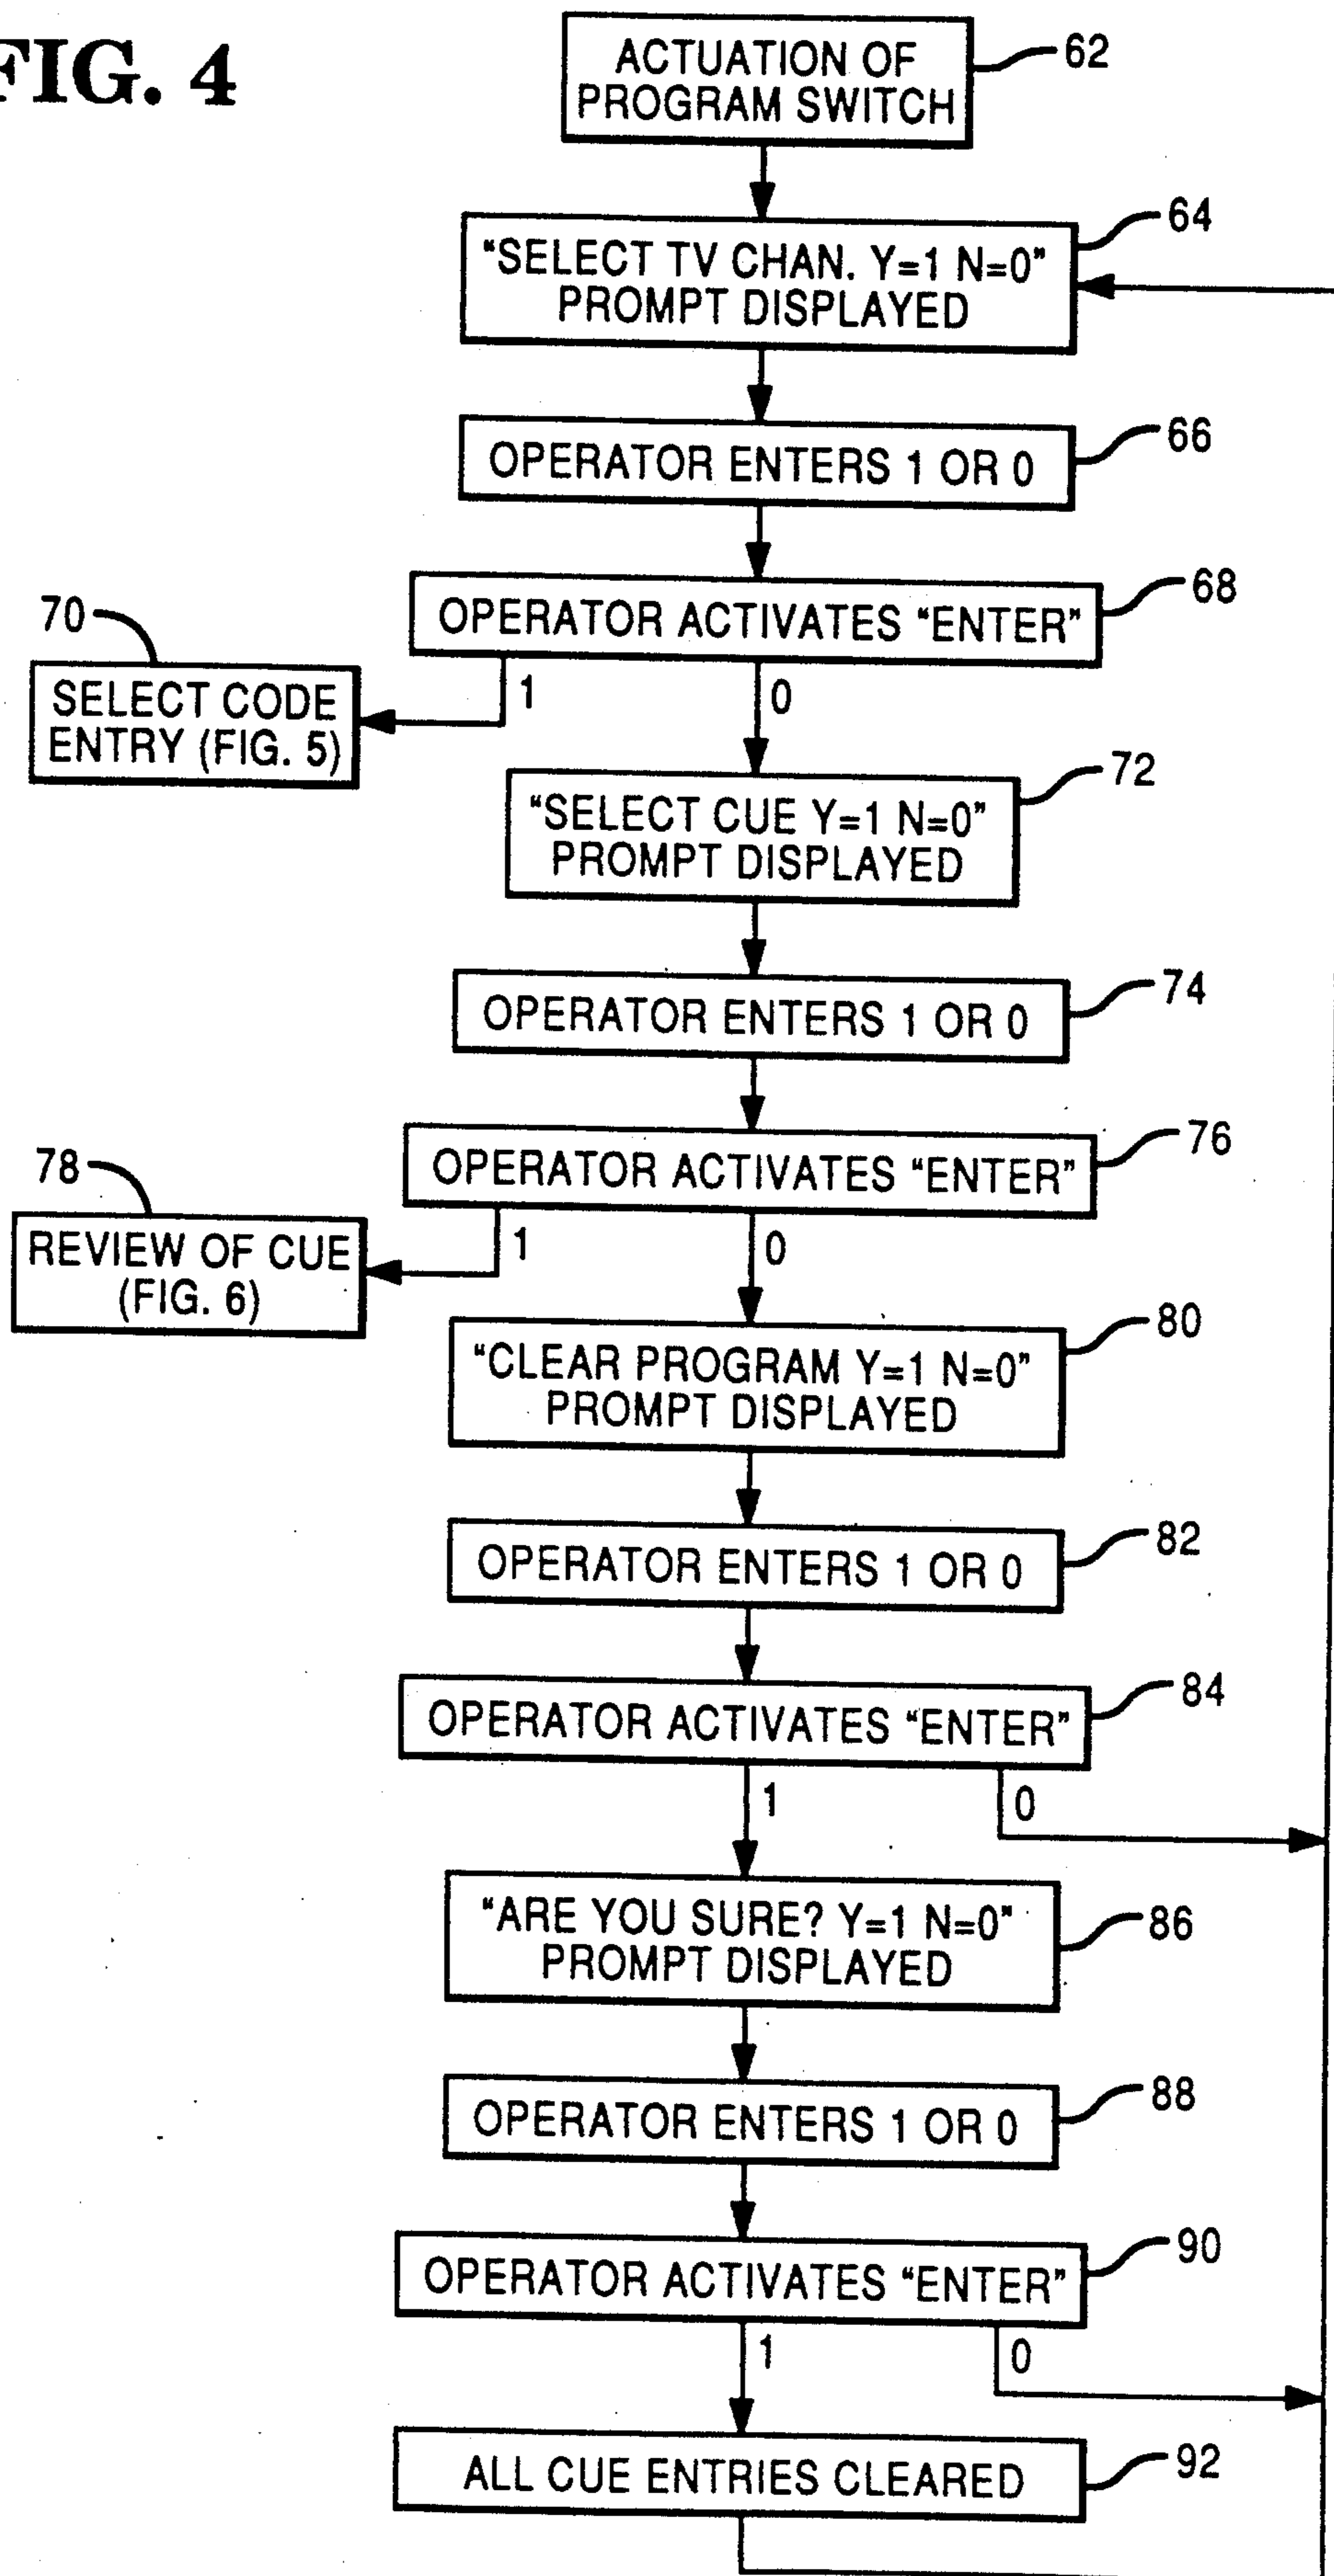 FIG. 4
ACTUATION OF
PROGRAM SWITCH
62
"SELECT TV CHAN. Y=1 N=0"
PROMPT DISPLAYED
64
OPERATOR ENTERS 1 OR 0
66
OPERATOR ACTIVATES "ENTER"
68
70
1
0
SELECT CODE
ENTRY (FIG. 5)
"SELECT CUE Y=1 N=0"
PROMPT DISPLAYED
72
OPERATOR ENTERS 1 OR 0
74
OPERATOR ACTIVATES "ENTER"
76
78
1
0
REVIEW OF CUE
(FIG. 6)
"CLEAR PROGRAM Y=1 N=0"
PROMPT DISPLAYED
80
OPERATOR ENTERS 1 OR 0
82
OPERATOR ACTIVATES "ENTER"
84
1
0
"ARE YOU SURE? Y=1 N=0"
PROMPT DISPLAYED
86
OPERATOR ENTERS 1 OR 0
88
OPERATOR ACTIVATES "ENTER"
90
1
0
ALL CUE ENTRIES CLEARED
92